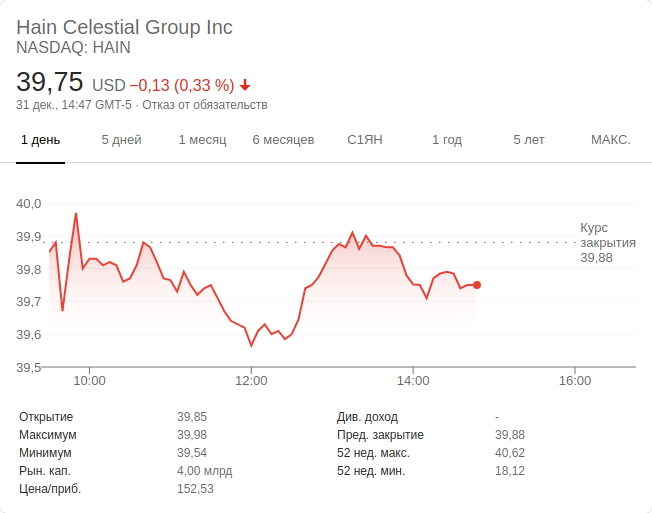 Hain Celestial Group Inc
NASDAQ: HAIN
39,75 USD −0,13 (0,33 %)
31 дек., 14:47 GMT-5 · Отказ от обязательств
1 день 5 дней 1 месяц 6 месяцев С1ЯН 1 год 5 лет МАКС.
40,0
39,9
39,8
39,7
39,6
39,5
Курс
закрытия
39,88
10:00 12:00 14:00 16:00
Открытие 39,85
Максимум 39,98
Минимум 39,54
Рын. кап. 4,00 млрд
Цена/приб. 152,53
Див. доход -
Пред. закрытие 39,88
52 нед. макс. 40,62
52 нед. мин. 18,12